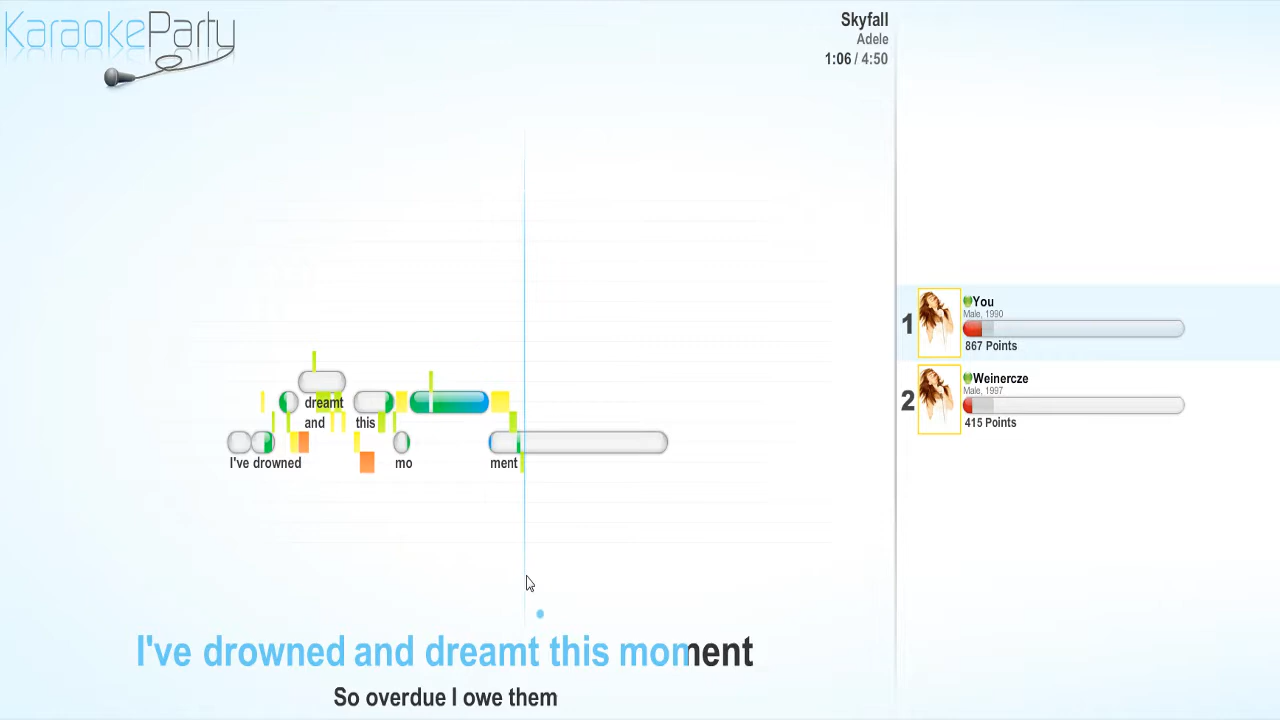 KaraokeParty
Skyfall
Adele
1:06 / 4:50
1
You
Male, 1990
867 Points
2
Weinercze
Male, 1997
415 Points
dreamt
and
this
I've drowned
mo
ment
I've drowned and dreamt this moment
So overdue I owe them